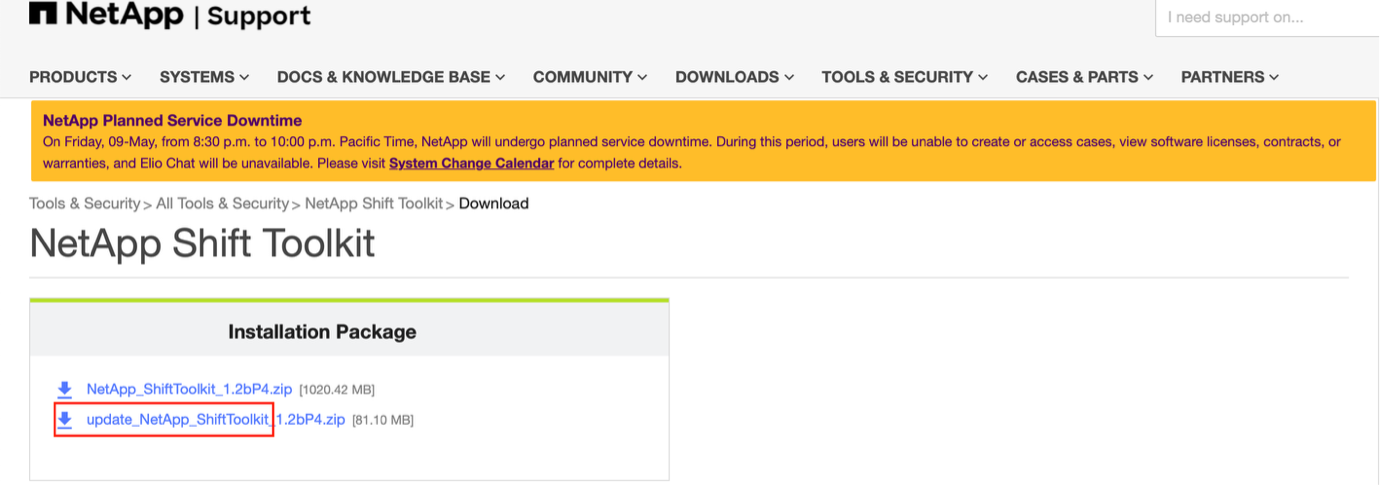 NetApp | Support
I need support on...
PRODUCTS SYSTEMS DOCS & KNOWLEDGE BASE COMMUNITY DOWNLOADS TOOLS & SECURITY CASES & PARTS PARTNERS
NetApp Planned Service Downtime
On Friday, 09-May, from 8:30 p.m. to 10:00 p.m. Pacific Time, NetApp will undergo planned service downtime. During this period, users will be unable to create or access cases, view software licenses, contracts, or
warranties, and Elio Chat will be unavailable. Please visit System Change Calendar for complete details.
Tools & Security > All Tools & Security > NetApp Shift Toolkit > Download
NetApp Shift Toolkit
Installation Package
NetApp_ShiftToolkit_1.2bP4.zip [1020.42 MB]
update_NetApp_ShiftToolkit_1.2bP4.zip [81.10 MB]